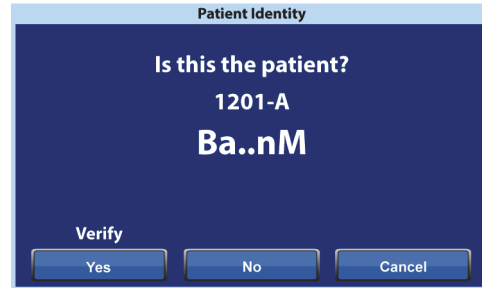 Patient Identity
Is this the patient?
1201-A
Ba..nM
Verify
Yes No Cancel